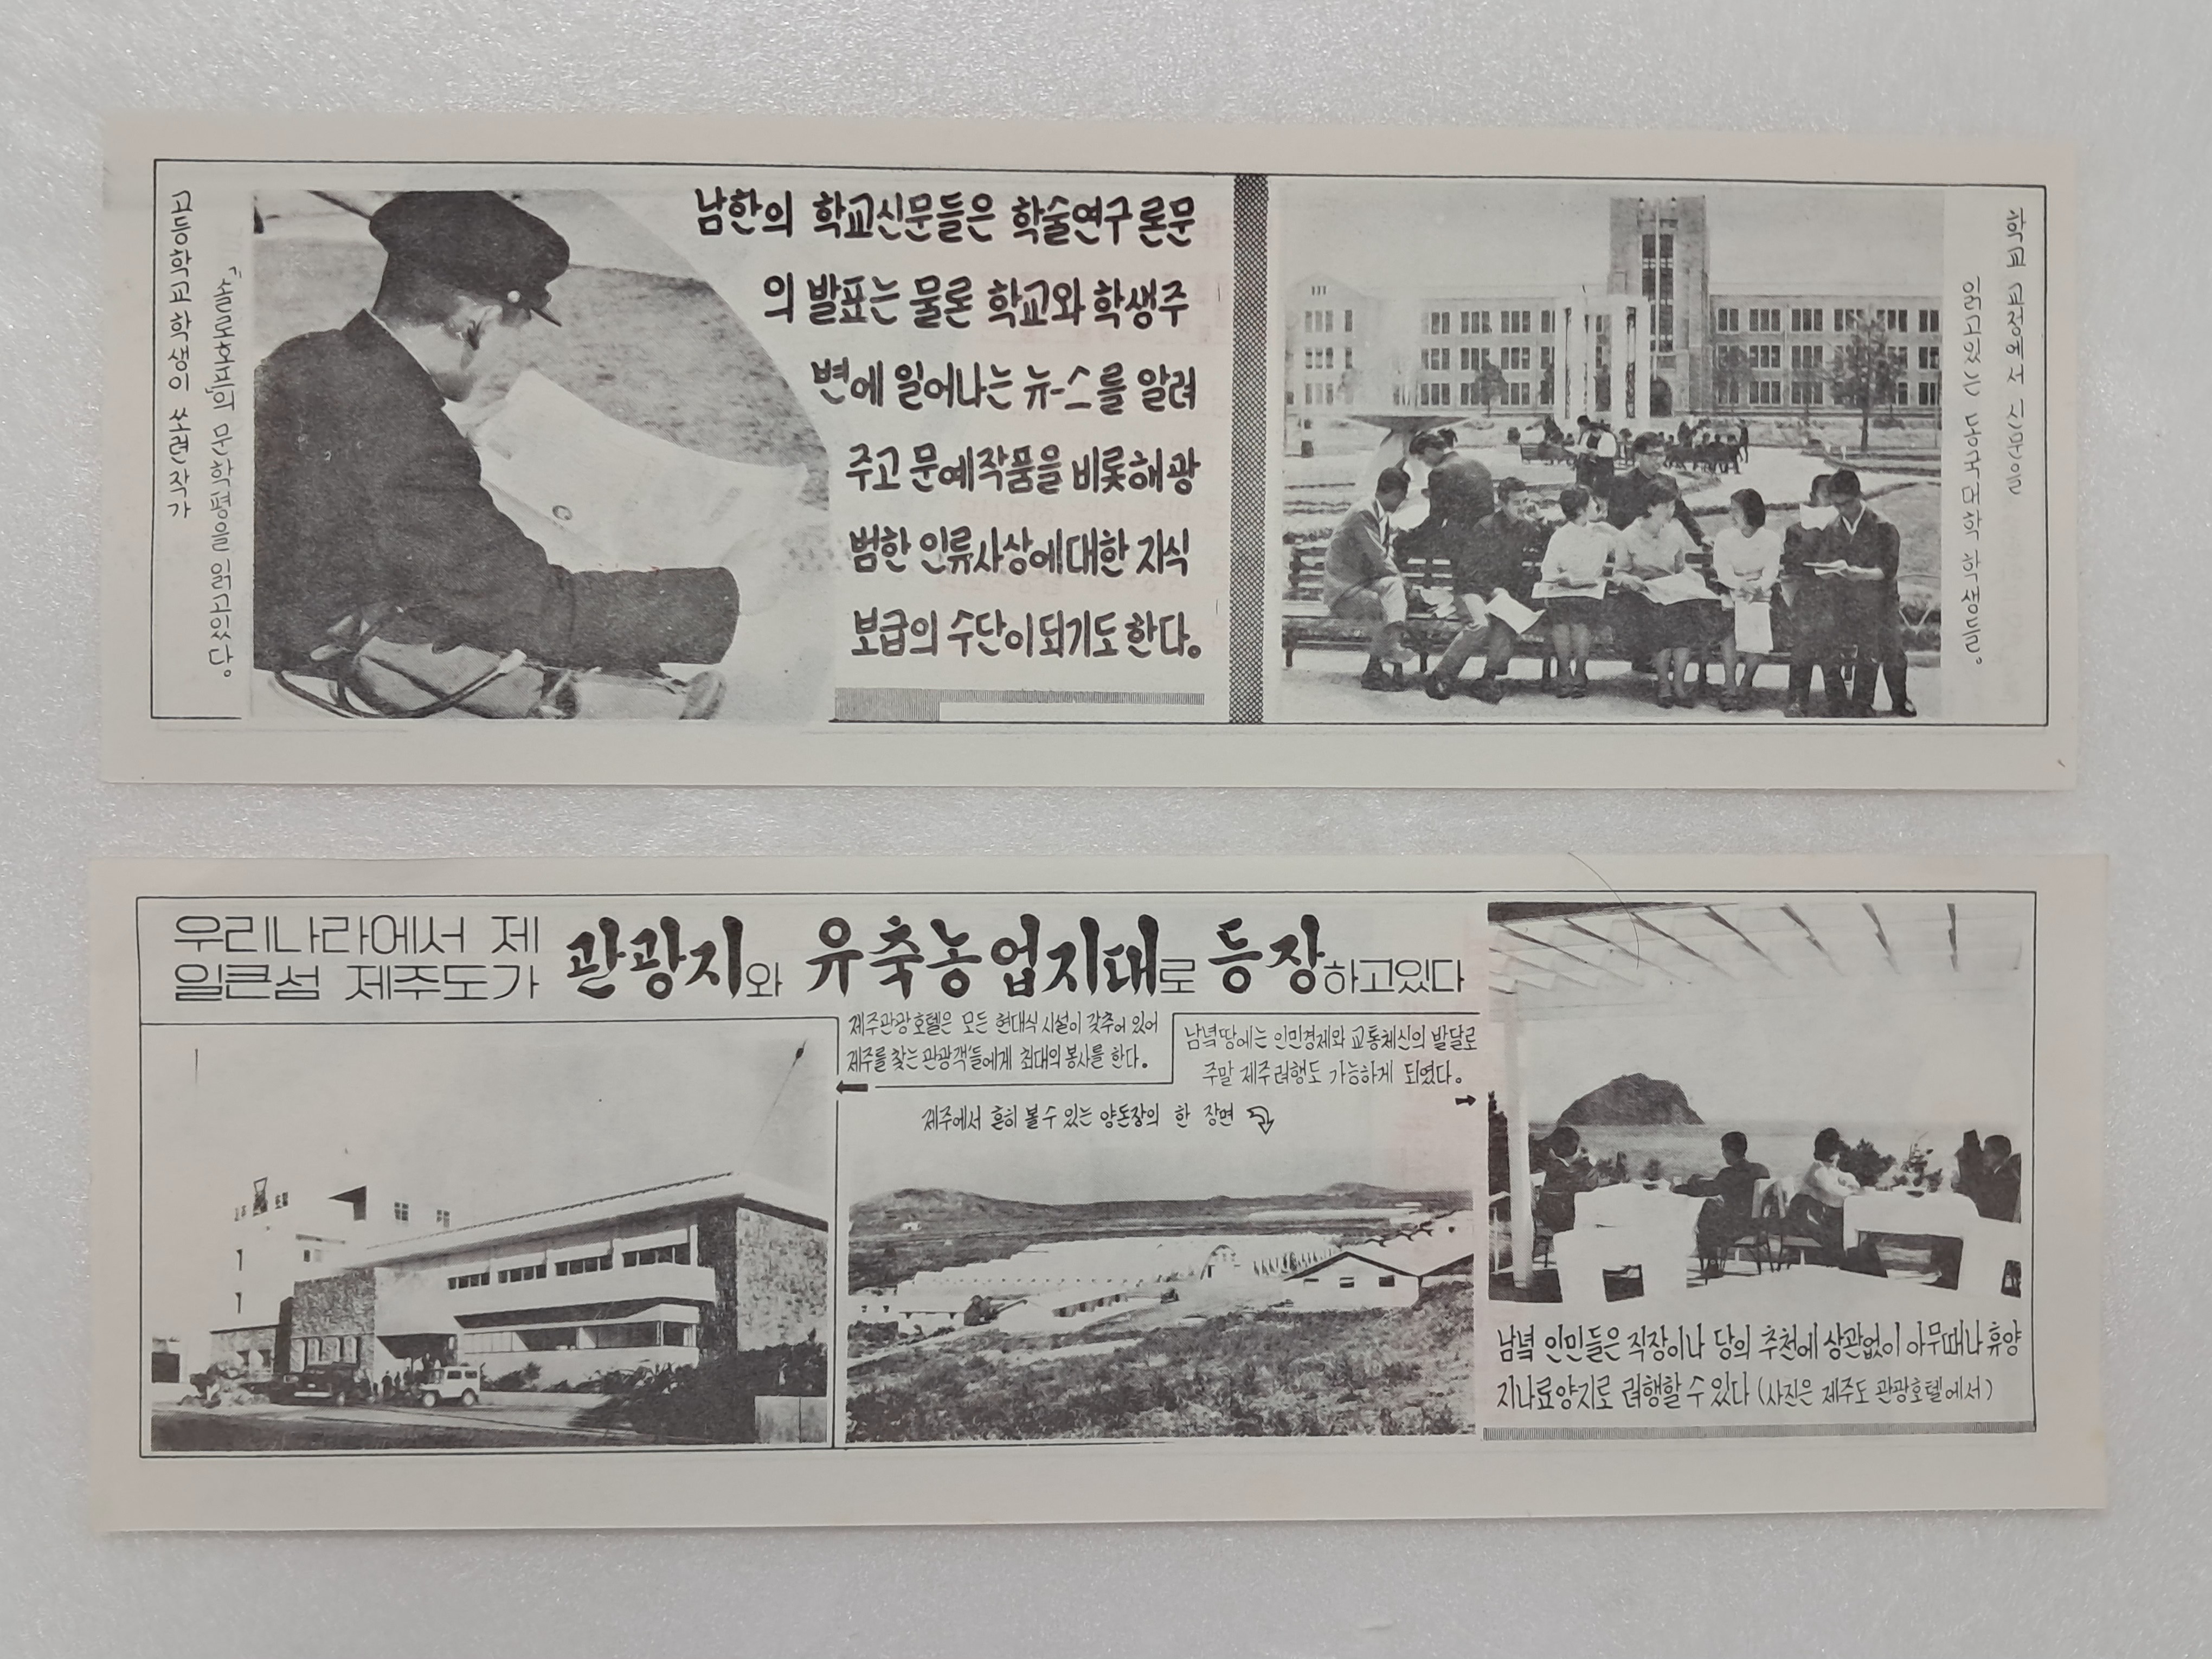 고등학교학생이 쏘련작가
「쏠로호브」의 문학평을 읽고있다.
남한의 학교신문들은 학술연구론문
의 발표는 물론 학교와 학생주
변에 일어나는 뉴-스를 알려
주고 문예작품을 비롯해 광
범한 인류사상에대한 지식
보급의 수단이 되기도 한다.
학교 교정에서 신문을
읽고있는 동국대학 학생들.
우리나라에서 제
일큰섬 제주도가
관광지와 유축농업지대로 등장하고있다
제주관광호텔은 모든 현대식 시설이 갖추어 있어
제주를 찾는 관광객들에게 최대의 봉사를 한다.
남녘땅에는 인민경제와 교통체신의 발달로
주말 제주려행도 가능하게 되였다.
제주에서 흔히 볼 수 있는 양돈장의 한 장면
남녘 인민들은 직장이나 당의 추천에 상관없이 아무때나 휴양
지나 료양지로 려행할 수 있다 (사진은 제주도 관광호텔에서)